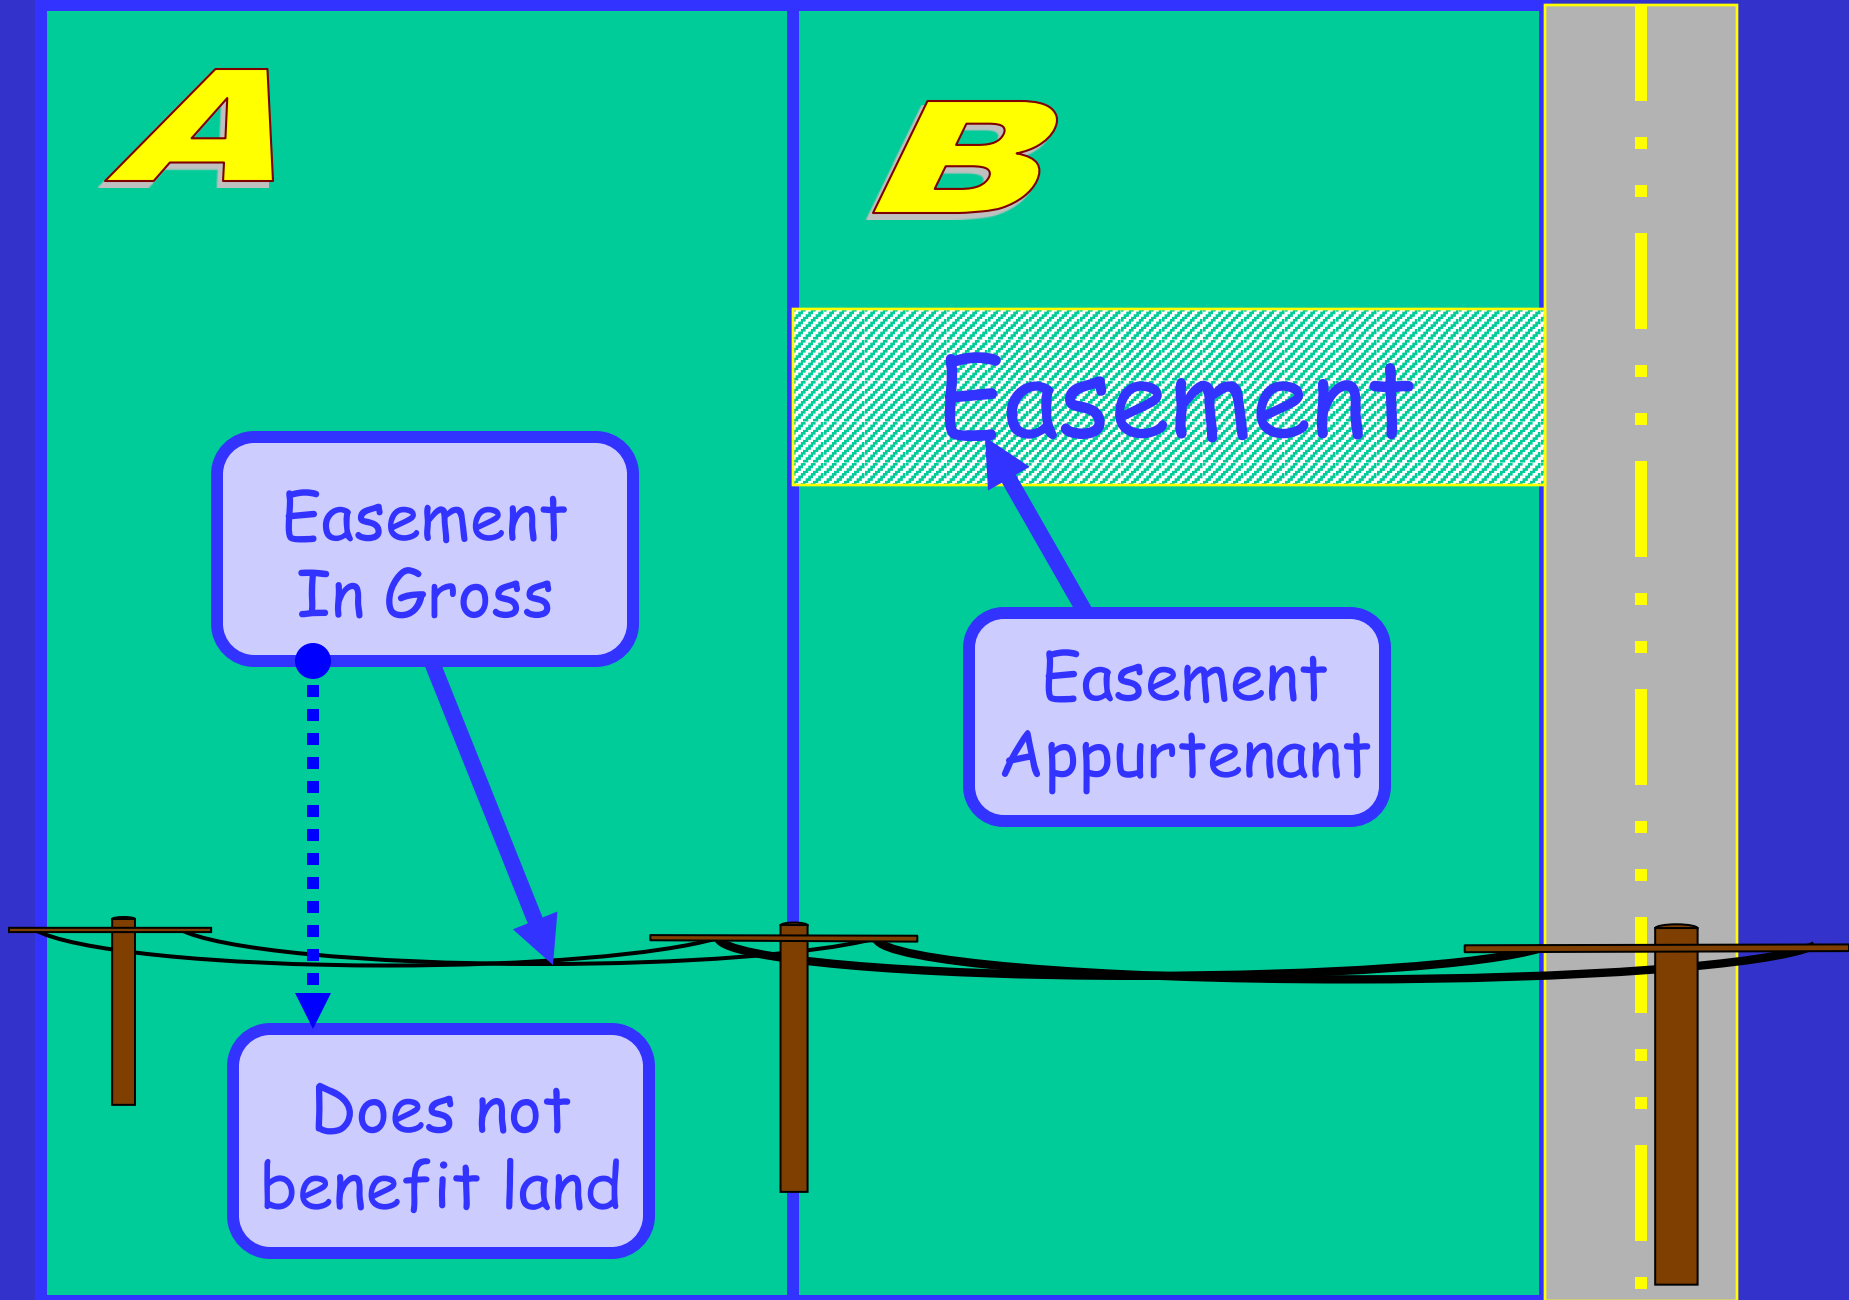 A
B
Easement
Easement
In Gross
Easement
Appurtenant
Does not
benefit land